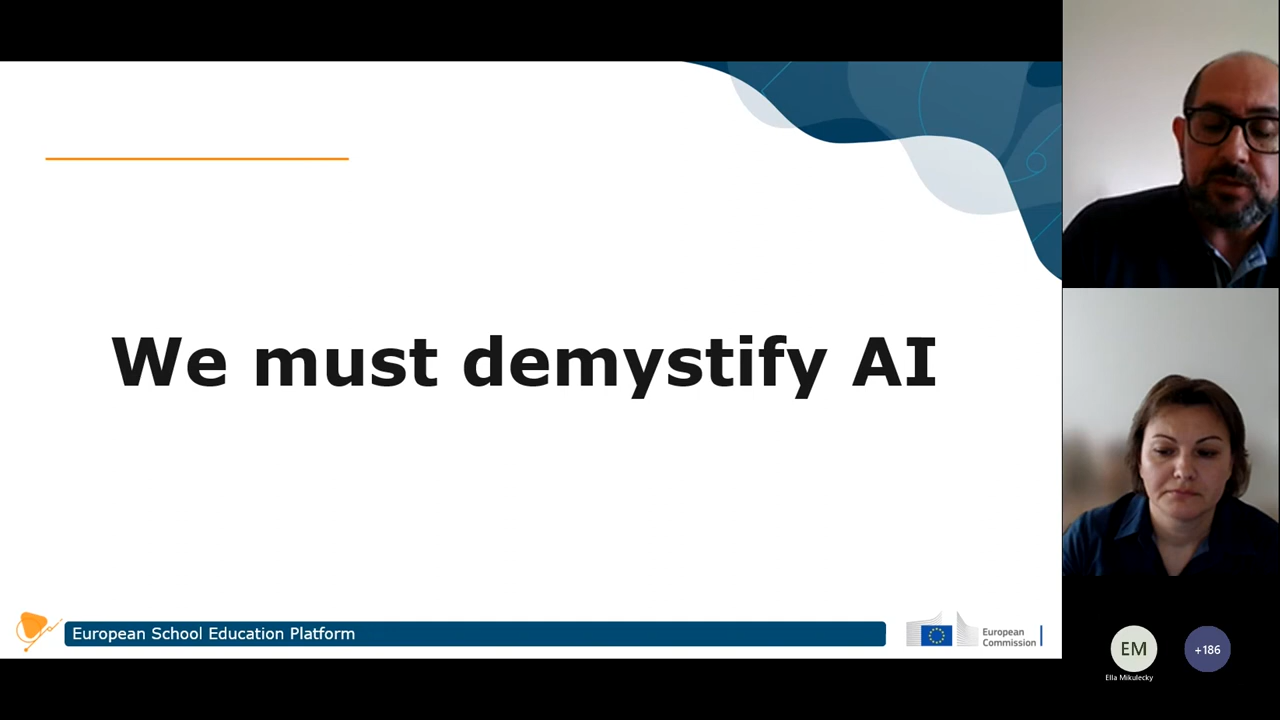 We must demystify AI
European School Education Platform
European
Commission
EM
+186
Ella Mikulecky